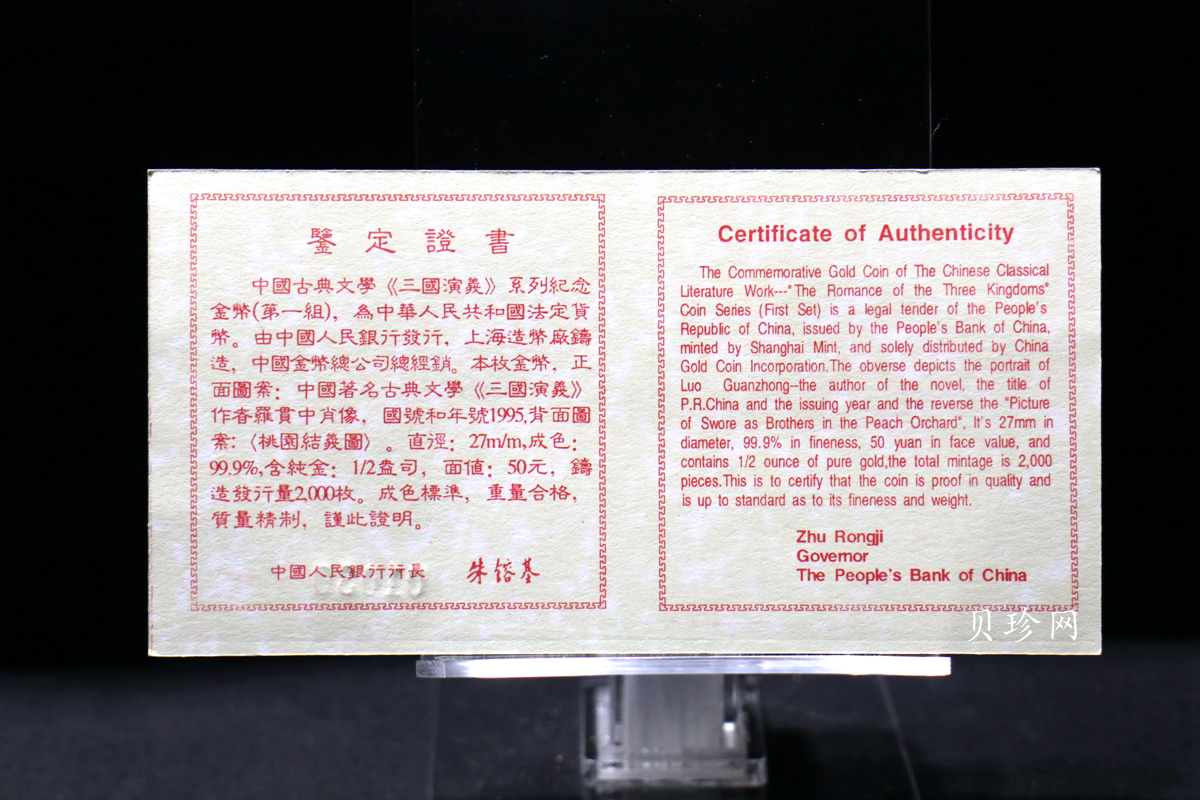 鑒定證書
中國古典文學《三國演義》系列紀念
金幣(第一組)，為中華人民共和國法定貨
幣。由中國人民銀行發行，上海造幣廠鑄
造，中國金幣總公司總經銷。本枚金幣，正
面圖案：中國著名古典文學《三國演義》
作者羅貫中肖像，國號和年號1995,背面圖
案:〈桃園結義圖〉。直徑：27m/m,成色：
99.9%,含純金：1/2盎司，面值：50元，鑄
造發行量2,000枚。成色標準，重量合格，
質量精制，謹此證明。
中國人民銀行行長 朱鎔基
Certificate of Authenticity
The Commemorative Gold Coin of The Chinese Classical
Literature Work---"The Romance of the Three Kingdoms"
Coin Series (First Set) is a legal tender of the People's
Republic of China, issued by the People's Bank of China,
minted by Shanghai Mint, and solely distributed by China
Gold Coin Incorporation.The obverse depicts the portrait of
Luo Guanzhong--the author of the novel, the title of
P.R.China and the issuing year and the reverse the "Picture
of Swore as Brothers in the Peach Orchard", It's 27mm in
diameter, 99.9% in fineness, 50 yuan in face value, and
contains 1/2 ounce of pure gold,the total mintage is 2,000
pieces.This is to certify that the coin is proof in quality and
is up to standard as to its fineness and weight.
Zhu Rongji
Governor
The People's Bank of China
贝珍网